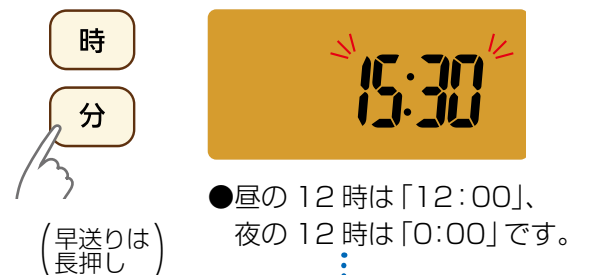 時
15:30
分
●昼の 12 時は「12:00」、
夜の 12 時は「0:00」です。
(早送りは
長押し)